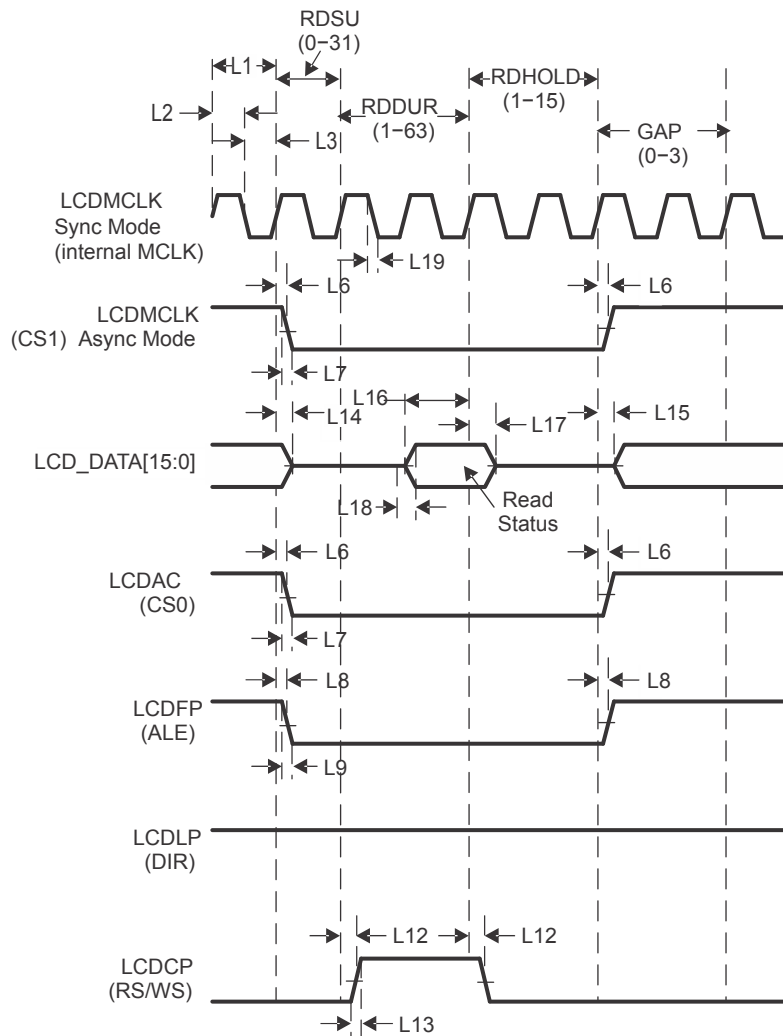 RDSU
(0−31)
L1
RDHOLD
(1−15)
L2
RDDUR
(1−63)
L3
GAP
(0−3)
LCDMCLK
Sync Mode
(internal MCLK)
L19
L6
L6
LCDMCLK
(CS1) Async Mode
L7
L16
L14
L17
L15
LCD_DATA[15:0]
L18
Read
Status
L6
L6
LCDAC
(CS0)
L7
L8
L8
LCDFP
(ALE)
L9
LCDLP
(DIR)
L12
L12
LCDCP
(RS/WS)
L13